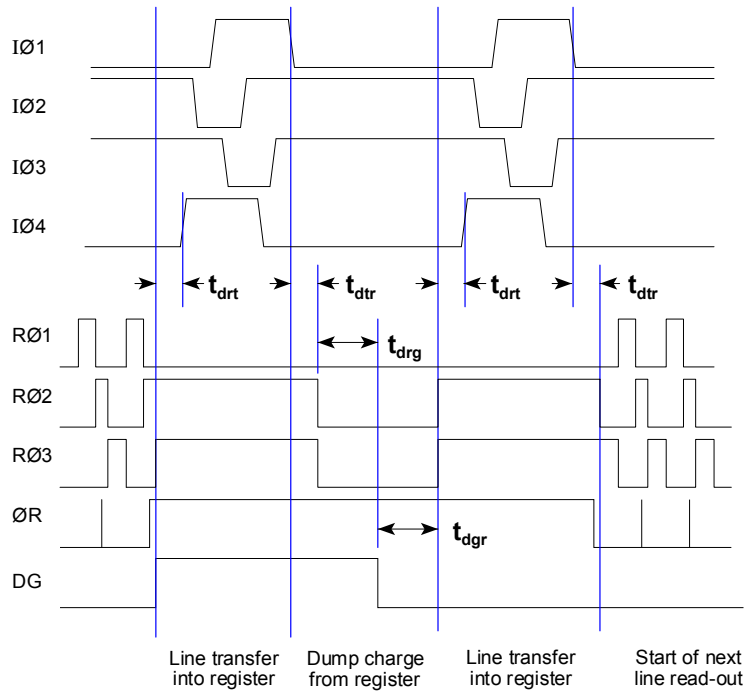 IØ1
IØ2
IØ3
IØ4
tdrt
tdtr
tdrt
tdtr
RØ1
tdrg
RØ2
RØ3
ØR
tdgr
DG
Line transfer
into register
Dump charge
from register
Line transfer
into register
Start of next
line read-out